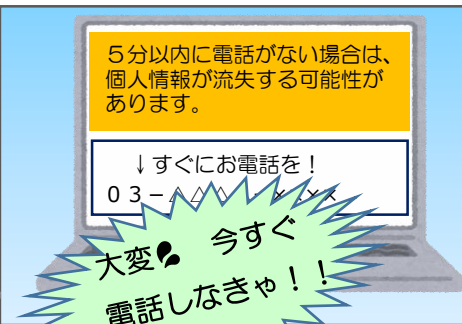 ５分以内に電話がない場合は、
個人情報が流失する可能性が
あります。
↓すぐにお電話を！
０３－△△△
大変 今すぐ
電話しなきゃ！！